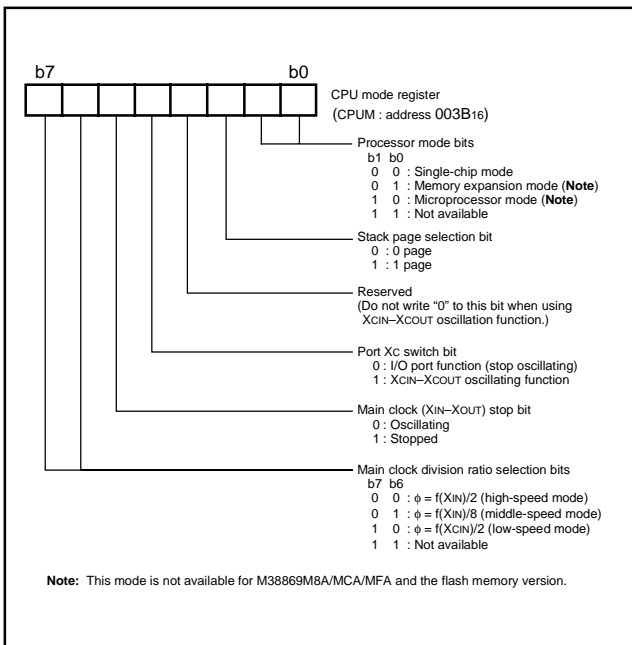 b7 b0
CPU mode register
(CPUM : address 003B16)
Processor mode bits
b1 b0
0 0 : Single-chip mode
0 1 : Memory expansion mode (Note)
1 0 : Microprocessor mode (Note)
1 1 : Not available
Stack page selection bit
0 : 0 page
1 : 1 page
Reserved
(Do not write “0” to this bit when using
XCIN–XCOUT oscillation function.)
Port XC switch bit
0 : I/O port function (stop oscillating)
1 : XCIN–XCOUT oscillating function
Main clock (XIN–XOUT) stop bit
0 : Oscillating
1 : Stopped
Main clock division ratio selection bits
b7 b6
0 0 : ϕ = f(XIN)/2 (high-speed mode)
0 1 : ϕ = f(XIN)/8 (middle-speed mode)
1 0 : ϕ = f(XCIN)/2 (low-speed mode)
1 1 : Not available
Note: This mode is not available for M38869M8A/MCA/MFA and the flash memory version.